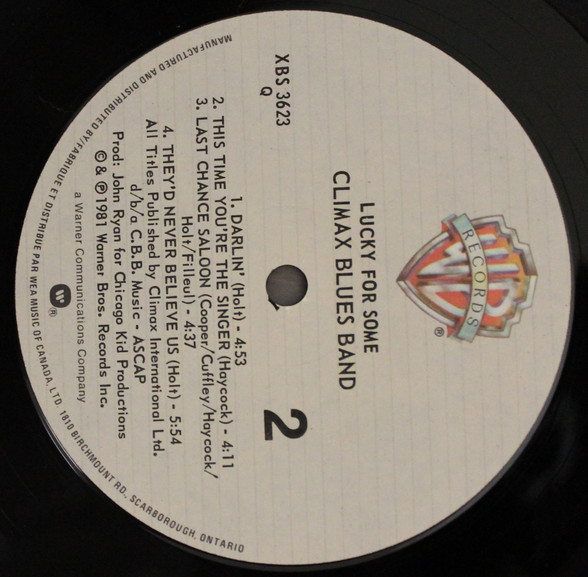 WB
RECORDS
®
LUCKY FOR SOME
CLIMAX BLUES BAND
XBS 3623
Q
2
1. DARLIN' (Holt) - 4:53
2. THIS TIME YOU'RE THE SINGER (Haycock) - 4:11
3. LAST CHANCE SALOON (Cooper/Cuffley/Haycock/
Holt/Filleul) - 4:37
4. THEY'D NEVER BELIEVE US (Holt) - 5:54
All Titles Published by Climax International Ltd.
d/b/a C.B.B. Music - ASCAP
Prod: John Ryan for Chicago Kid Productions
© & ℗ 1981 Warner Bros. Records Inc.
a Warner Communications Company
®
MANUFACTURED AND DISTRIBUTED BY/FABRIQUE ET DISTRIBUE PAR WEA MUSIC OF CANADA, LTD. 1810 BIRCHMOUNT RD., SCARBOROUGH, ONTARIO